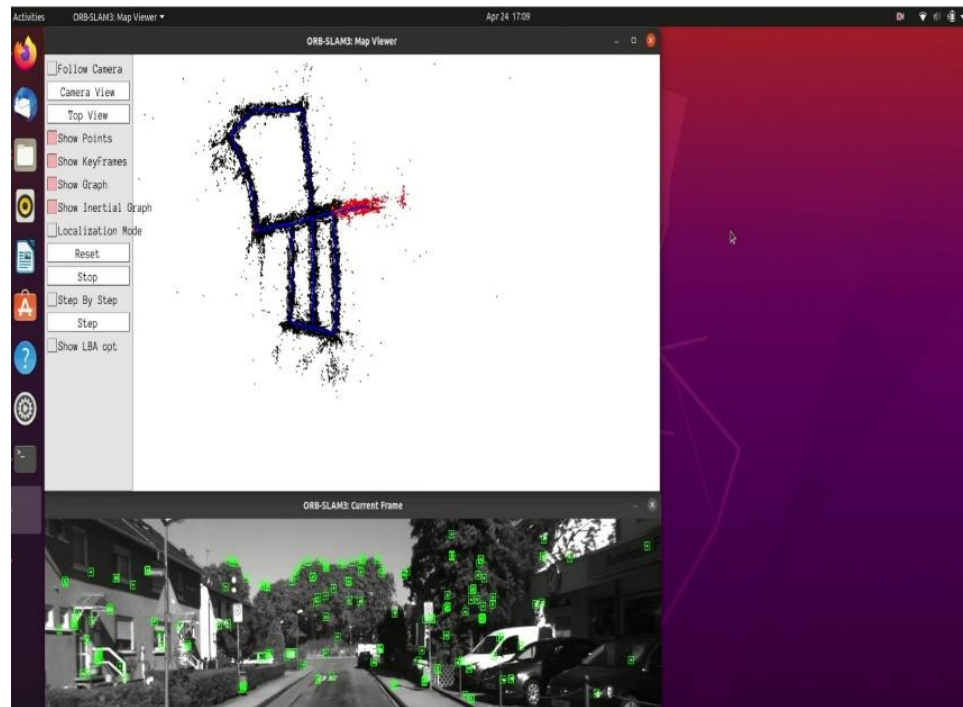 Activities ORB-SLAM3: Map Viewer Apr 24 17:09
ORB-SLAM3: Map Viewer
Follow Camera
Camera View
Top View
Show Points
Show KeyFrames
Show Graph
Show Inertial Graph
Localization Mode
Reset
Stop
Step By Step
Step
Show LBA opt
ORB-SLAM3: Current Frame